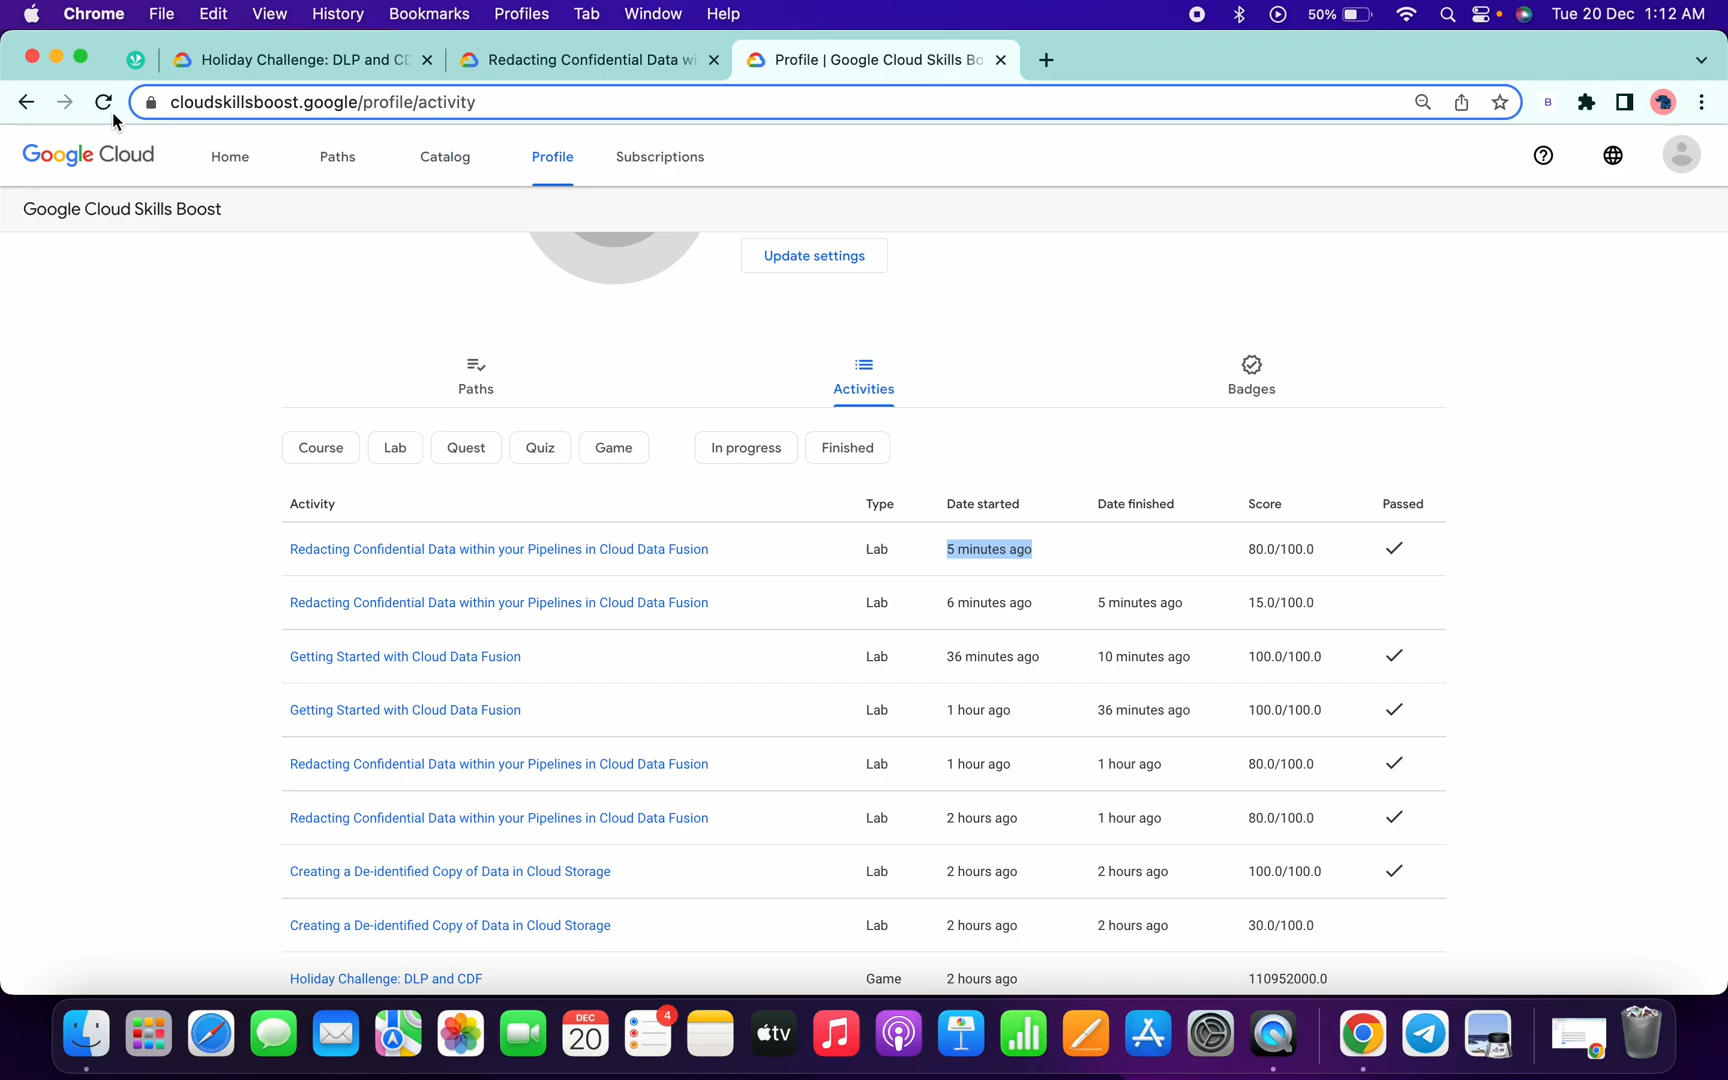 Chrome File Edit View History Bookmarks Profiles Tab Window Help 50% Tue 20 Dec 1:12 AM
Holiday Challenge: DLP and CD Redacting Confidential Data wi Profile | Google Cloud Skills Bo
cloudskillsboost.google/profile/activity B
Google Cloud Home Paths Catalog Profile Subscriptions
Google Cloud Skills Boost
Update settings
Paths Activities Badges
Course Lab Quest Quiz Game In progress Finished
Activity Type Date started Date finished Score Passed
Redacting Confidential Data within your Pipelines in Cloud Data Fusion Lab 5 minutes ago 80.0/100.0
Redacting Confidential Data within your Pipelines in Cloud Data Fusion Lab 6 minutes ago 5 minutes ago 15.0/100.0
Getting Started with Cloud Data Fusion Lab 36 minutes ago 10 minutes ago 100.0/100.0
Getting Started with Cloud Data Fusion Lab 1 hour ago 36 minutes ago 100.0/100.0
Redacting Confidential Data within your Pipelines in Cloud Data Fusion Lab 1 hour ago 1 hour ago 80.0/100.0
Redacting Confidential Data within your Pipelines in Cloud Data Fusion Lab 2 hours ago 1 hour ago 80.0/100.0
Creating a De-identified Copy of Data in Cloud Storage Lab 2 hours ago 2 hours ago 100.0/100.0
Creating a De-identified Copy of Data in Cloud Storage Lab 2 hours ago 2 hours ago 30.0/100.0
Holiday Challenge: DLP and CDF Game 2 hours ago 110952000.0
DEC 20 4 tv